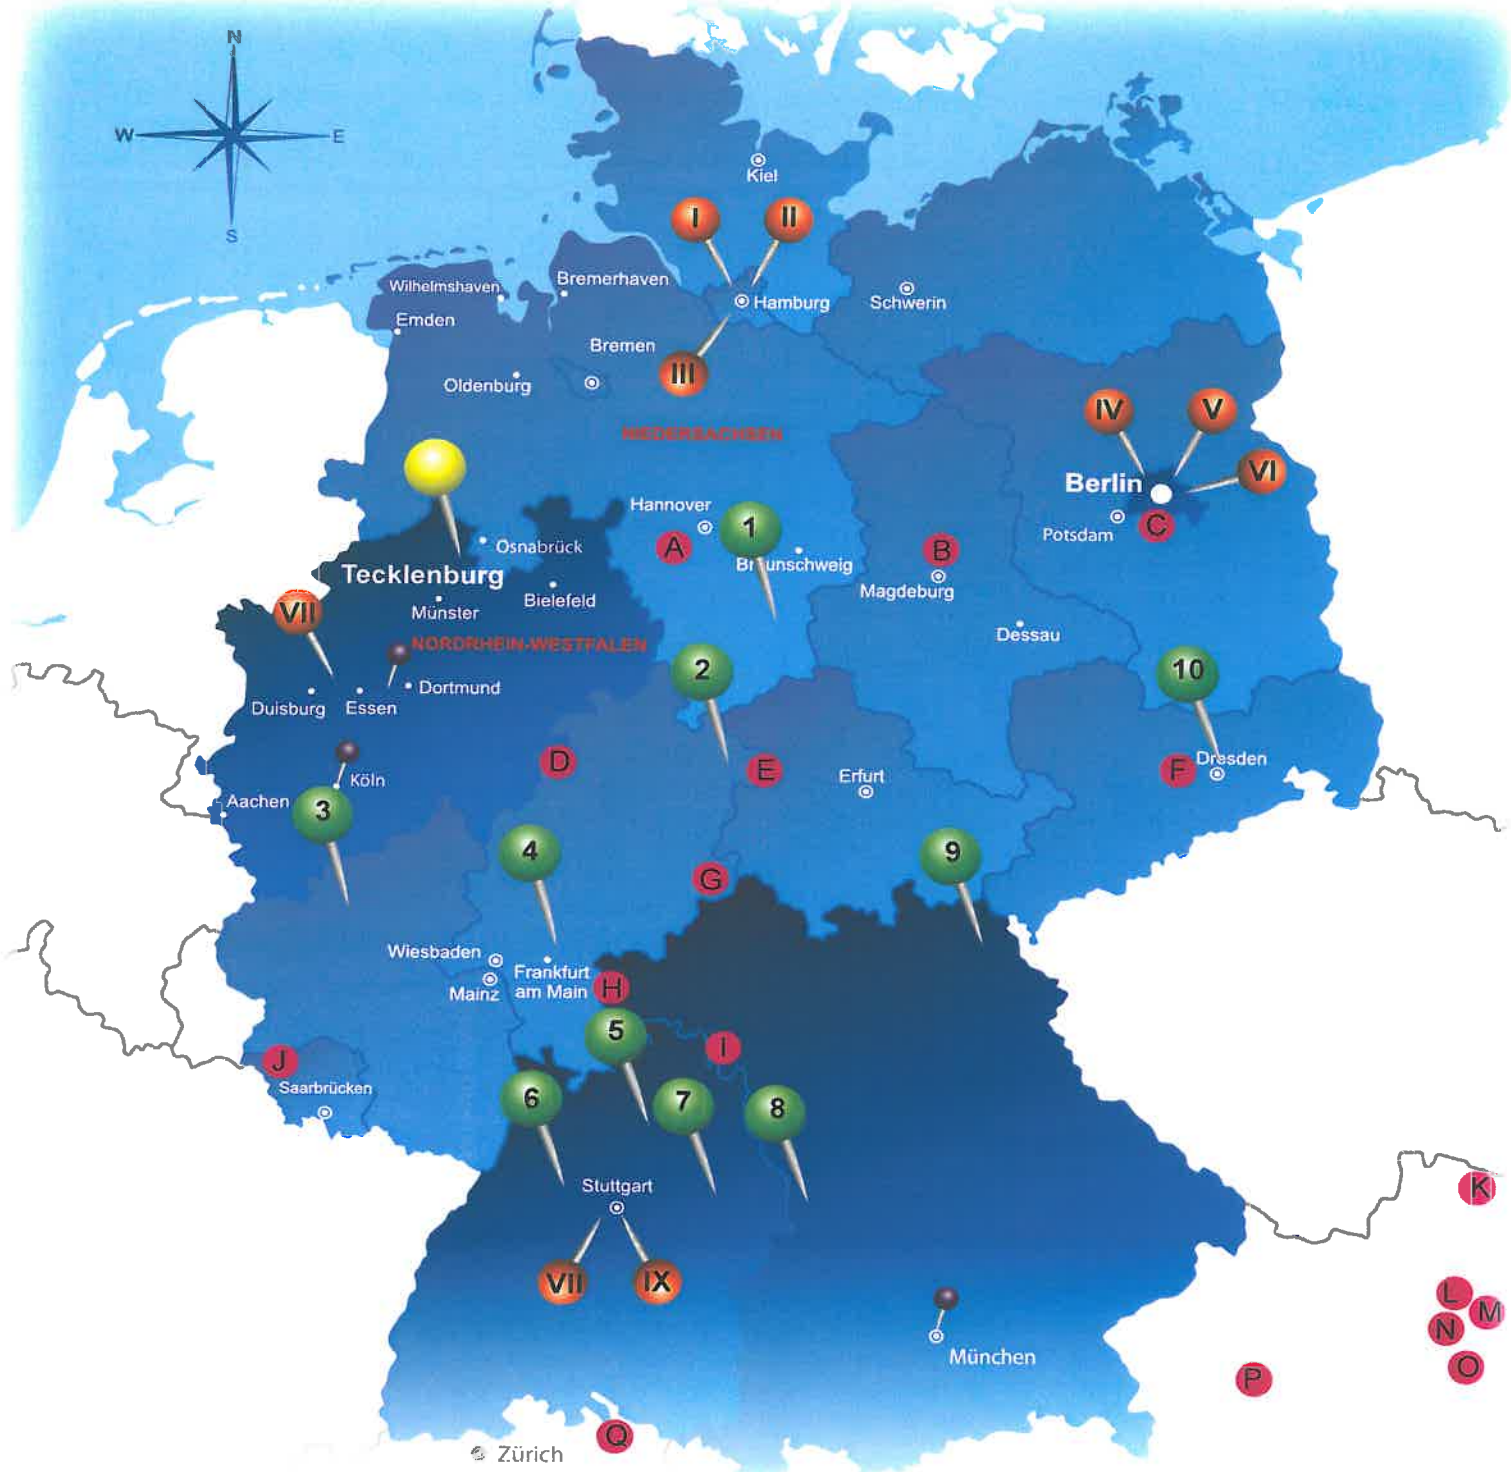 N
W
E
S
Kiel
I
II
Wilhelmshaven
Bremerhaven
Hamburg
Schwerin
Emden
Bremen
III
Oldenburg
IV
V
NIEDERSACHSEN
VI
Berlin
Hannover
1
Potsdam
C
A
B
Osnabrück
Braunschweig
Tecklenburg
Magdeburg
Bielefeld
VII
Münster
Dessau
NORDRHEIN-WESTFALEN
2
10
Dortmund
Duisburg
Essen
D
E
F
Dresden
Köln
Erfurt
Aachen
3
4
9
G
Wiesbaden
Frankfurt
am Main
Mainz
H
5
I
J
Saarbrücken
6
7
8
Stuttgart
K
VII
IX
L
M
N
München
O
P
Q
Zürich